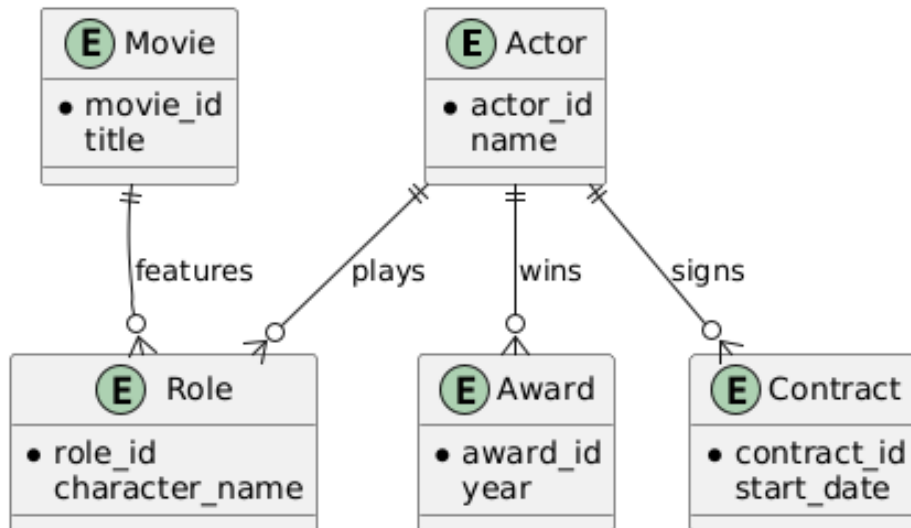 E Movie
movie_id
title
E Actor
actor_id
name
features
plays
wins
signs
E Role
role_id
character_name
E Award
award_id
year
E Contract
contract_id
start_date